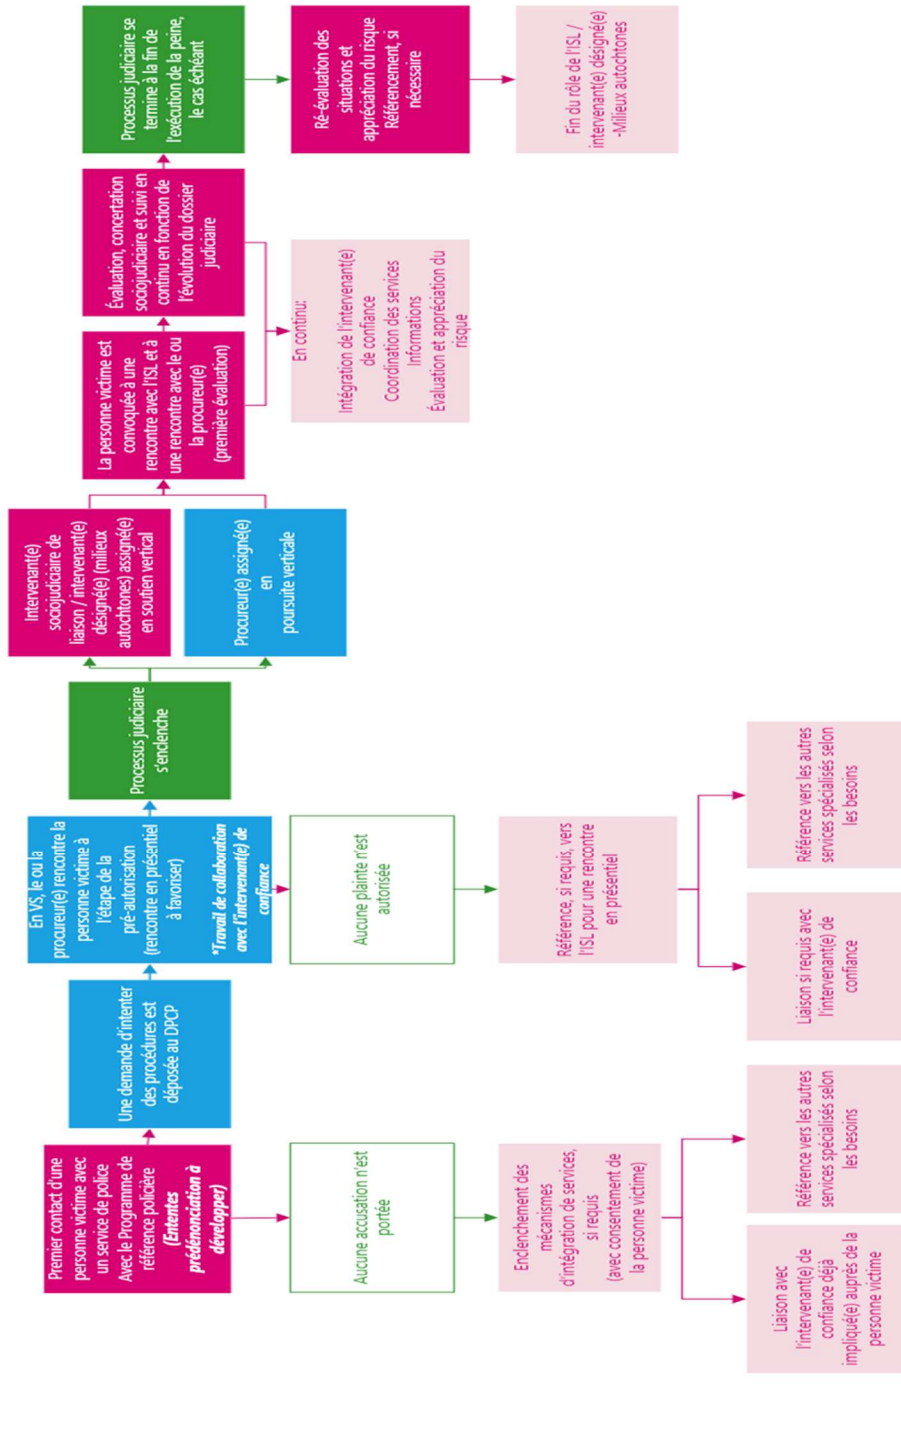 Premier contact d'une
personne victime avec
un service de police
Avec le Programme de
référence policière
(Ententes
prédénonciation à
développer)
Une demande d'intenter
des procédures est
déposée au DPCP
En VS, le ou la
procureur(e) rencontre la
personne victime à
l'étape de la
pré-autorisation
(rencontre en présentiel
à favoriser)
*Travail de collaboration
avec l'intervenant(e) de
confiance
Processus judiciaire
s'enclenche
Intervenant(e)
sociojudiciaire de
liaison / intervenant(e)
désigné(e) (milieux
autochtones) assigné(e)
en soutien vertical
Procureur(e) assigné(e)
en
poursuite verticale
La personne victime est
convoquée à une
rencontre avec l'ISL et à
une rencontre avec le ou
la procureur(e)
(première évaluation)
Évaluation, concertation
sociojudiciaire et suivi en
continu en fonction de
l'évolution du dossier
judiciaire
Processus judiciaire se
termine à la fin de
l'exécution de la peine,
le cas échéant
Aucune accusation n'est
portée
Aucune plainte n'est
autorisée
En continu:
Intégration de l'intervenant(e)
de confiance
Coordination des services
Informations
Évaluation et appréciation du
risque
Ré-évaluation des
situations et
appréciation du risque
Référencement, si
nécessaire
Enclenchement des
mécanismes
d'intégration de services,
si requis
(avec consentement de
la personne victime)
Référence, si requis, vers
l'ISL pour une rencontre
en présentiel
Fin du rôle de l'ISL /
intervenant(e) désigné(e)
-Milieux autochtones
Liaison avec
l'intervenant(e) de
confiance déjà
impliqué(e) auprès de la
personne victime
Référence vers les autres
services spécialisés selon
les besoins
Liaison si requis avec
l'intervenant(e) de
confiance
Référence vers les autres
services spécialisés selon
les besoins